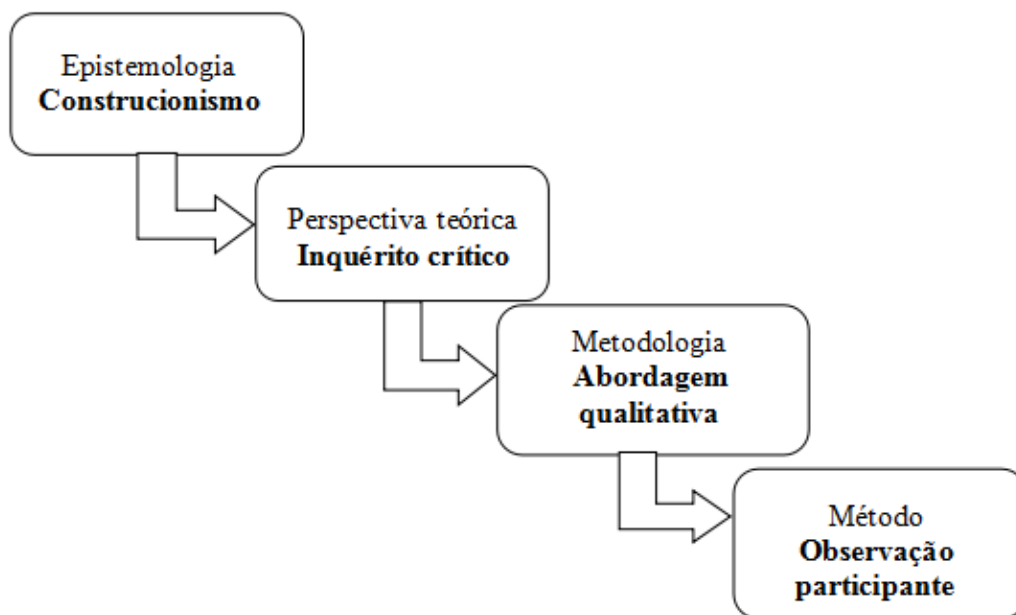 Epistemologia
Construcionismo
Perspectiva teórica
Inquérito crítico
Metodologia
Abordagem
qualitativa
Método
Observação
participante